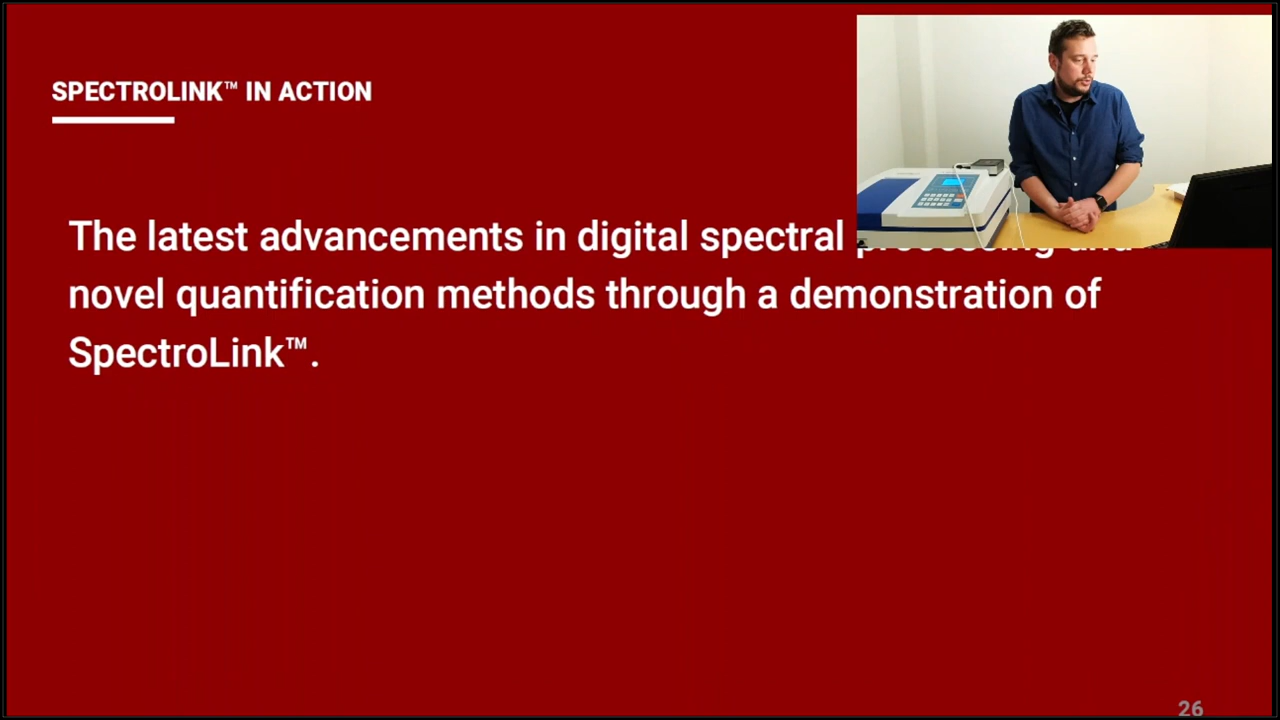 SPECTROLINK™ IN ACTION
The latest advancements in digital spectral
novel quantification methods through a demonstration of
SpectroLink™.
26